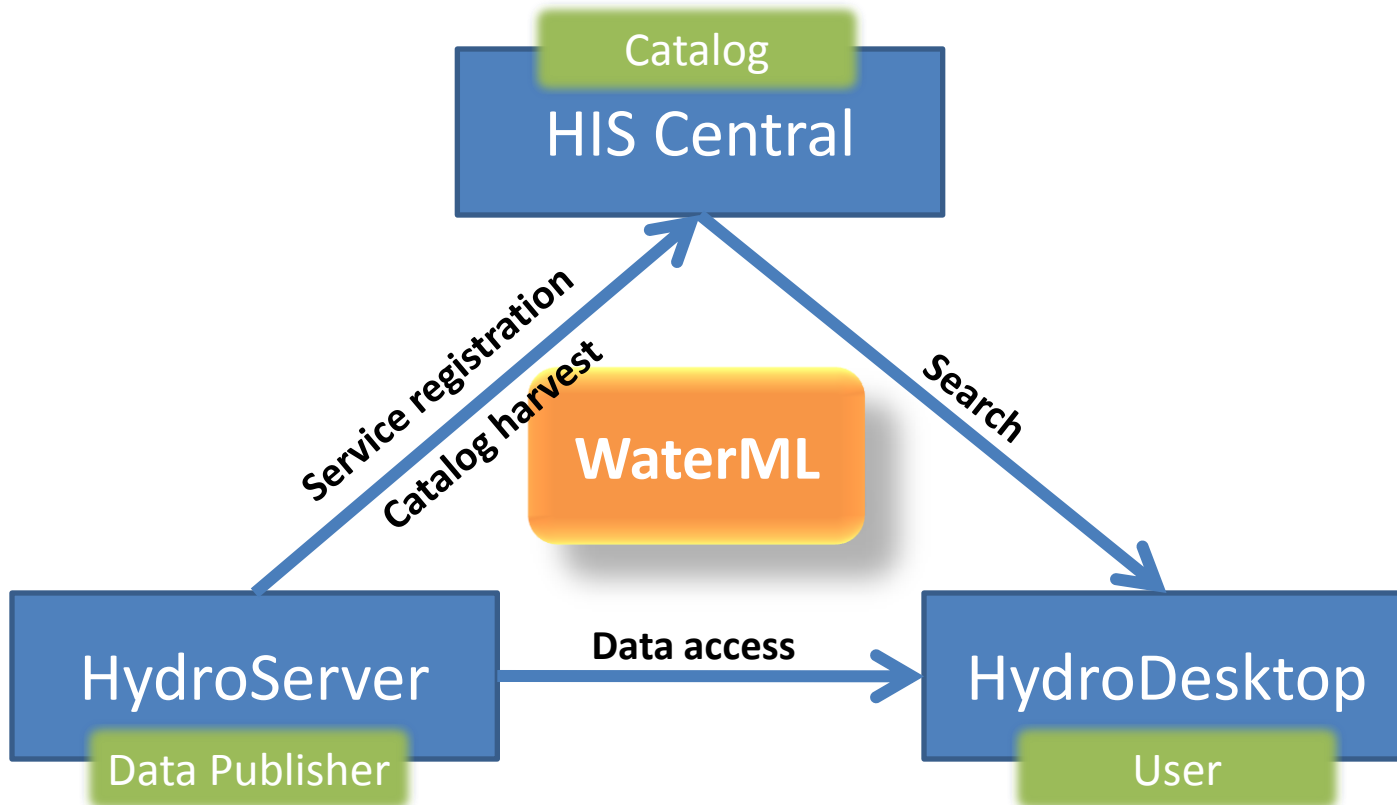 Catalog
HIS Central
Service registration
Catalog harvest
Search
WaterML
Data access
HydroServer
HydroDesktop
Data Publisher
User